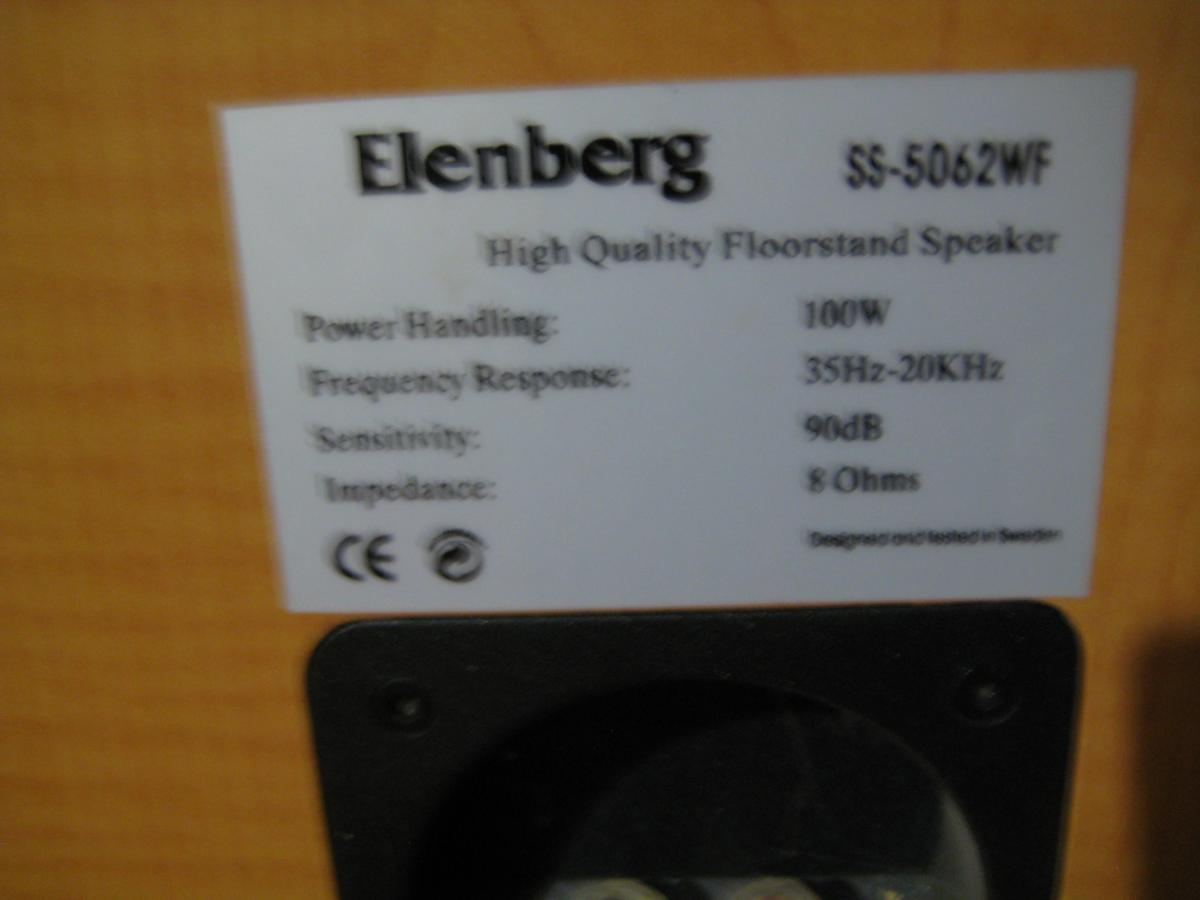 Elenberg SS-5062WF
High Quality Floorstand Speaker
Power Handling: 100W
Frequency Response: 35Hz-20KHz
Sensitivity: 90dB
Impedance: 8 Ohms
CE
Designed and tested in Sweden